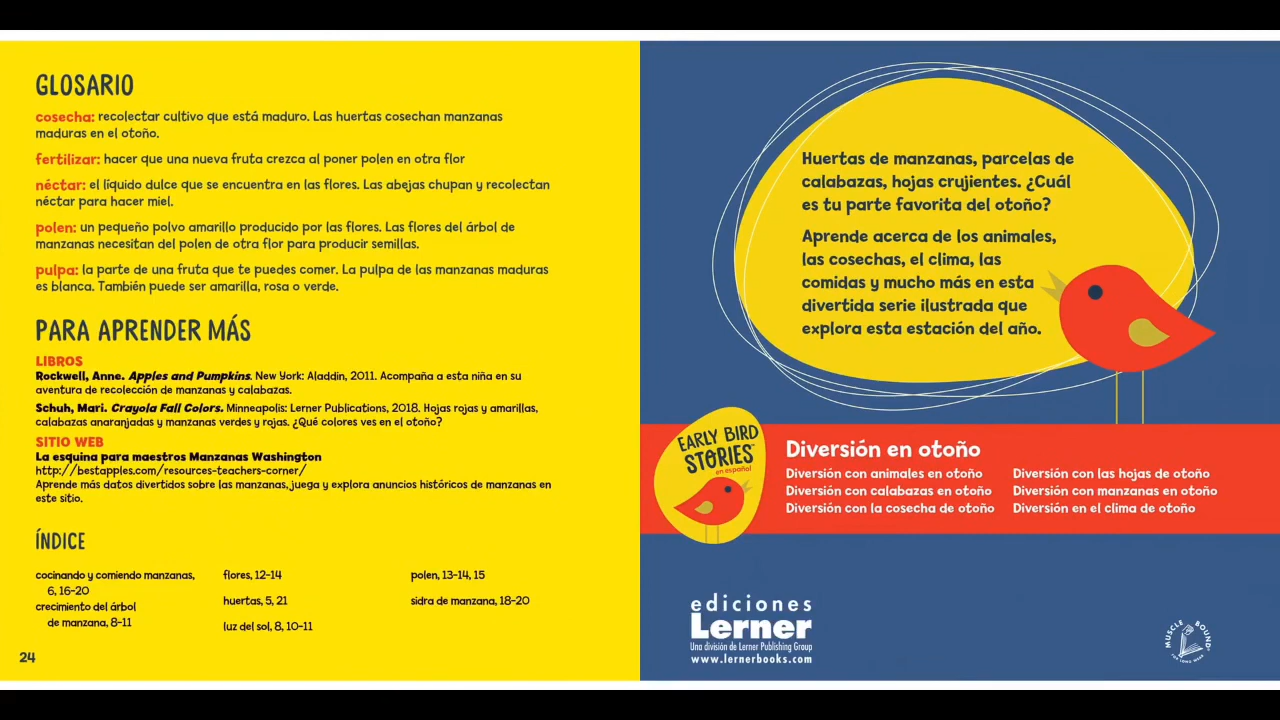 GLOSARIO
cosecha: recolectar cultivo que está maduro. Las huertas cosechan manzanas
maduras en el otoño.
fertilizar: hacer que una nueva fruta crezca al poner polen en otra flor
néctar: el líquido dulce que se encuentra en las flores. Las abejas chupan y recolectan
néctar para hacer miel.
polen: un pequeño polvo amarillo producido por las flores. Las flores del árbol de
manzanas necesitan del polen de otra flor para producir semillas.
pulpa: la parte de una fruta que te puedes comer. La pulpa de las manzanas maduras
es blanca. También puede ser amarilla, rosa o verde.
PARA APRENDER MÁS
LIBROS
Rockwell, Anne. Apples and Pumpkins. New York: Aladdin, 2011. Acompaña a esta niña en su
aventura de recolección de manzanas y calabazas.
Schuh, Mari. Crayola Fall Colors. Minneapolis: Lerner Publications, 2018. Hojas rojas y amarillas,
calabazas anaranjadas y manzanas verdes y rojas. ¿Qué colores ves en el otoño?
SITIO WEB
La esquina para maestros Manzanas Washington
http://bestapples.com/resources-teachers-corner/
Aprende más datos divertidos sobre las manzanas, juega y explora anuncios históricos de manzanas en
este sitio.
ÍNDICE
cocinando y comiendo manzanas,
6, 16-20
crecimiento del árbol
de manzana, 8-11
flores, 12-14
huertas, 5, 21
luz del sol, 8, 10-11
polen, 13-14, 15
sidra de manzana, 18-20
24
Huertas de manzanas, parcelas de
calabazas, hojas crujientes. ¿Cuál
es tu parte favorita del otoño?
Aprende acerca de los animales,
las cosechas, el clima, las
comidas y mucho más en esta
divertida serie ilustrada que
explora esta estación del año.
EARLY BIRD
STORIES™
en español
Diversión en otoño
Diversión con animales en otoño
Diversión con calabazas en otoño
Diversión con la cosecha de otoño
Diversión con las hojas de otoño
Diversión con manzanas en otoño
Diversión en el clima de otoño
ediciones
Lerner
Una división de Lerner Publishing Group
www.lernerbooks.com
MUSCLE BOUND